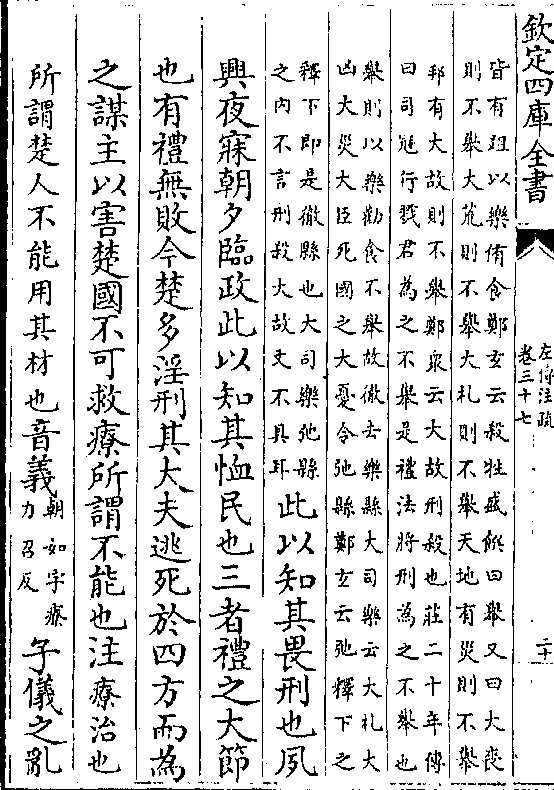 欽定四庫全書
左傳注疏
卷三十七
二十
皆有俎以樂侑食鄭玄云殺牲盛饌曰舉又曰大喪
則不舉大荒則不舉大札則不舉天地有災則不舉
邦有大故則不舉鄭衆云大故刑殺也莊二十年傳
曰司冦行戮君為之不舉是禮法將刑為之不舉也
舉則以樂勸食不舉故徹去樂縣大司樂云大札大
凶大災大臣死國之大憂令弛縣鄭玄云弛釋下之
釋下即是徹縣也大司樂弛縣
之内不言刑殺大故文不具耳
此以知其畏刑也夙
興夜寐朝夕臨政此以知其恤民也三者禮之大節
也有禮無敗今楚多淫刑其大夫逃死於四方而為
之謀主以害楚國不可救療所謂不能也注療治也
所謂楚人不能用其材也音義朝如字療
力召反
子儀之亂